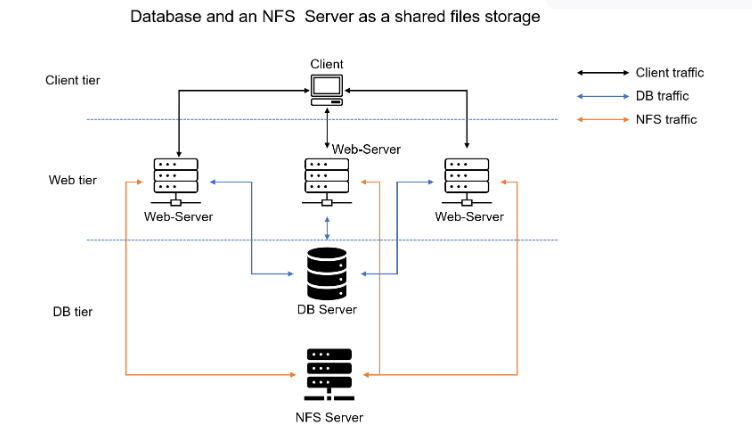 Database and an NFS Server as a shared files storage
Client tier
Client
Client traffic
DB traffic
NFS traffic
Web-Server
Web tier
Web-Server
Web-Server
DB tier
DB Server
NFS Server